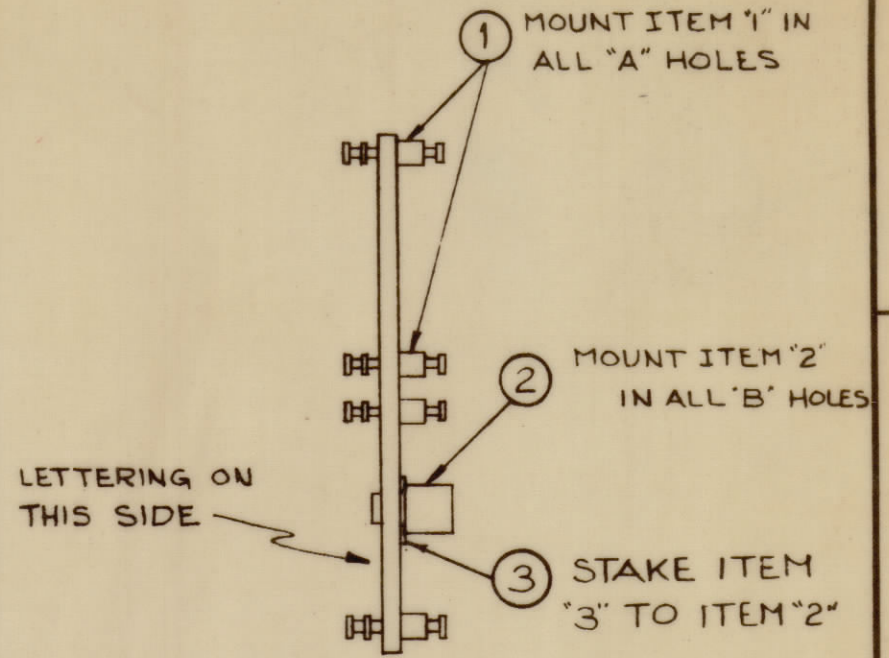 1 MOUNT ITEM "1" IN
ALL "A" HOLES
2 MOUNT ITEM "2"
IN ALL "B" HOLES
LETTERING ON
THIS SIDE
3 STAKE ITEM
"3" TO ITEM "2"